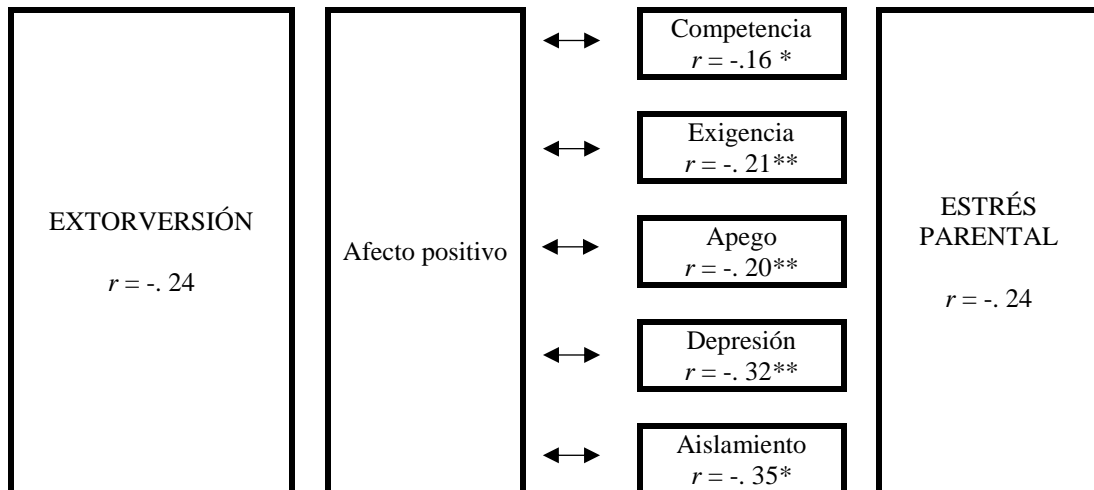 EXTORVERSIÓN
r = -. 24
Afecto positivo
Competencia
r = -.16 *
Exigencia
r = -. 21**
Apego
r = -. 20**
Depresión
r = -. 32**
Aislamiento
r = -. 35*
ESTRÉS
PARENTAL
r = -. 24